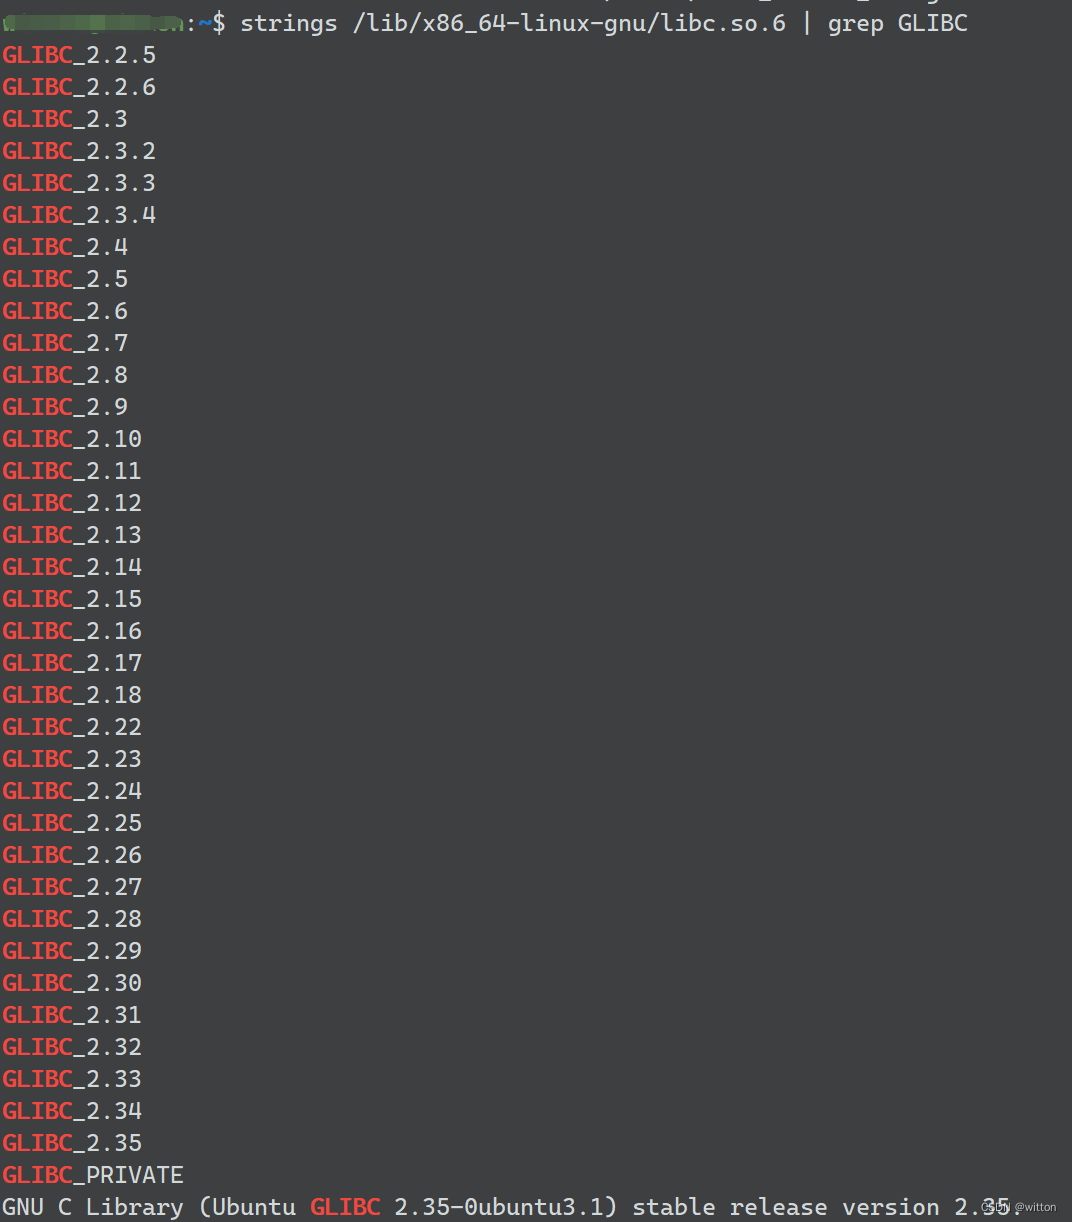 :~$ strings /lib/x86_64-linux-gnu/libc.so.6 | grep GLIBC
GLIBC_2.2.5
GLIBC_2.2.6
GLIBC_2.3
GLIBC_2.3.2
GLIBC_2.3.3
GLIBC_2.3.4
GLIBC_2.4
GLIBC_2.5
GLIBC_2.6
GLIBC_2.7
GLIBC_2.8
GLIBC_2.9
GLIBC_2.10
GLIBC_2.11
GLIBC_2.12
GLIBC_2.13
GLIBC_2.14
GLIBC_2.15
GLIBC_2.16
GLIBC_2.17
GLIBC_2.18
GLIBC_2.22
GLIBC_2.23
GLIBC_2.24
GLIBC_2.25
GLIBC_2.26
GLIBC_2.27
GLIBC_2.28
GLIBC_2.29
GLIBC_2.30
GLIBC_2.31
GLIBC_2.32
GLIBC_2.33
GLIBC_2.34
GLIBC_2.35
GLIBC_PRIVATE
GNU C Library (Ubuntu GLIBC 2.35-0ubuntu3.1) stable release version 2.35.
CSDN @witton